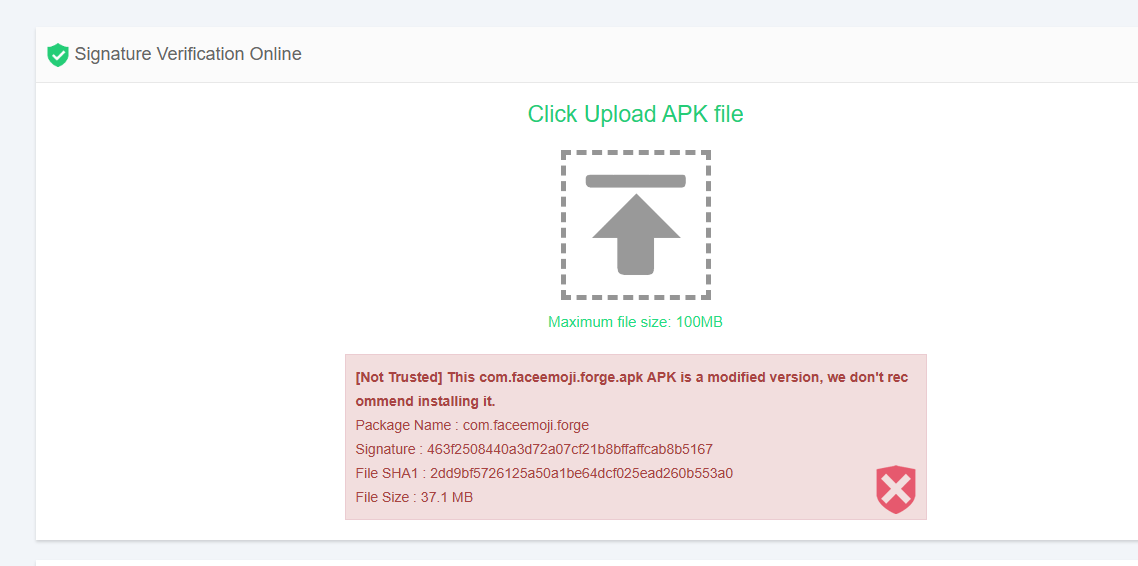 Signature Verification Online
Click Upload APK file
Maximum file size: 100MB
[Not Trusted] This com.faceemoji.forge.apk APK is a modified version, we don't rec
ommend installing it.
Package Name : com.faceemoji.forge
Signature : 463f2508440a3d72a07cf21b8bffaffcab8b5167
File SHA1 : 2dd9bf5726125a50a1be64dcf025ead260b553a0
File Size : 37.1 MB